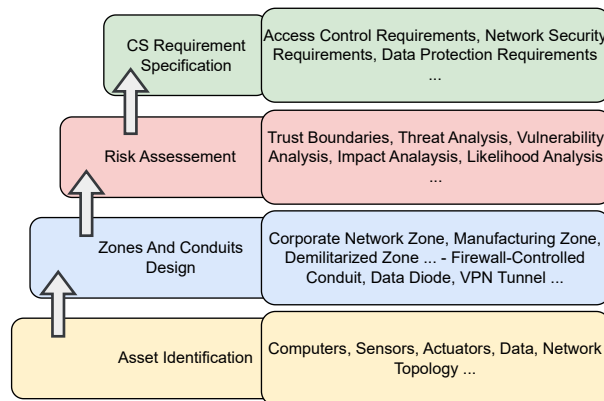 CS Requirement
Specification
Access Control Requirements, Network Security
Requirements, Data Protection Requirements
...
Risk Assessement
Trust Boundaries, Threat Analysis, Vulnerability
Analysis, Impact Analaysis, Likelihood Analysis
...
Zones And Conduits
Design
Corporate Network Zone, Manufacturing Zone,
Demilitarized Zone ... - Firewall-Controlled
Conduit, Data Diode, VPN Tunnel ...
Asset Identification
Computers, Sensors, Actuators, Data, Network
Topology ...